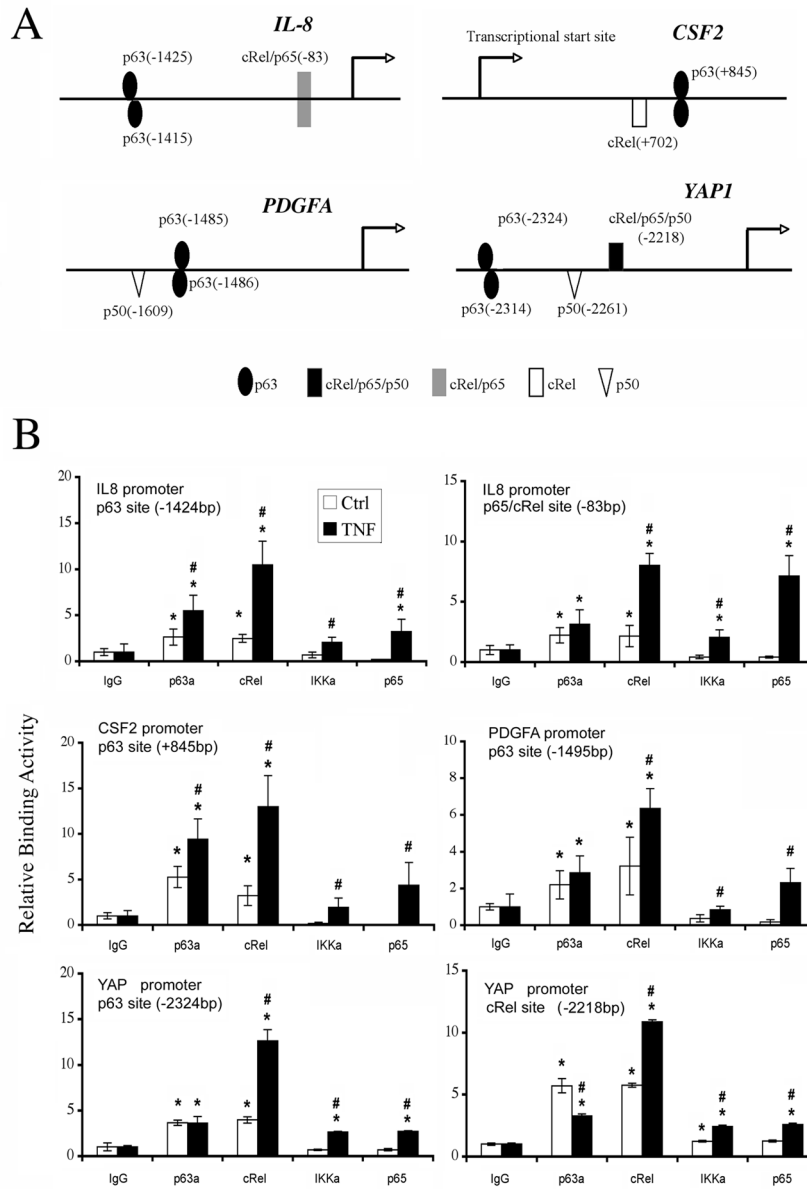 A
IL-8
p63(-1425)
cRel/p65(-83)
p63(-1415)
CSF2
Transcriptional start site
p63(+845)
cRel(+702)
PDGFA
p63(-1485)
p63(-1486)
p50(-1609)
YAP1
p63(-2324)
cRel/p65/p50
(-2218)
p63(-2314)
p50(-2261)
p63
cRel/p65/p50
cRel/p65
cRel
p50
B
Relative Binding Activity
IL8 promoter
p63 site (-1424bp)
Ctrl
TNF
20
15
10
5
0
* # * * # * # # *
IgG p63a cRel IKKa p65
IL8 promoter
p65/cRel site (-83bp)
15
10
5
0
* * * # * # * # *
IgG p63a cRel IKKa p65
CSF2 promoter
p63 site (+845bp)
20
15
10
5
0
* # * * # * # #
IgG p63a cRel IKKa p65
PDGFA promoter
p63 site (-1495bp)
10
8
6
4
2
0
* * * # * # #
IgG p63a cRel IKKa p65
YAP promoter
p63 site (-2324bp)
20
15
10
5
0
* * * # * # * # *
IgG p63a cRel IKKa p65
YAP promoter
cRel site (-2218bp)
15
10
5
0
* # * * # * * # * # *
IgG p63a cRel IKKa p65